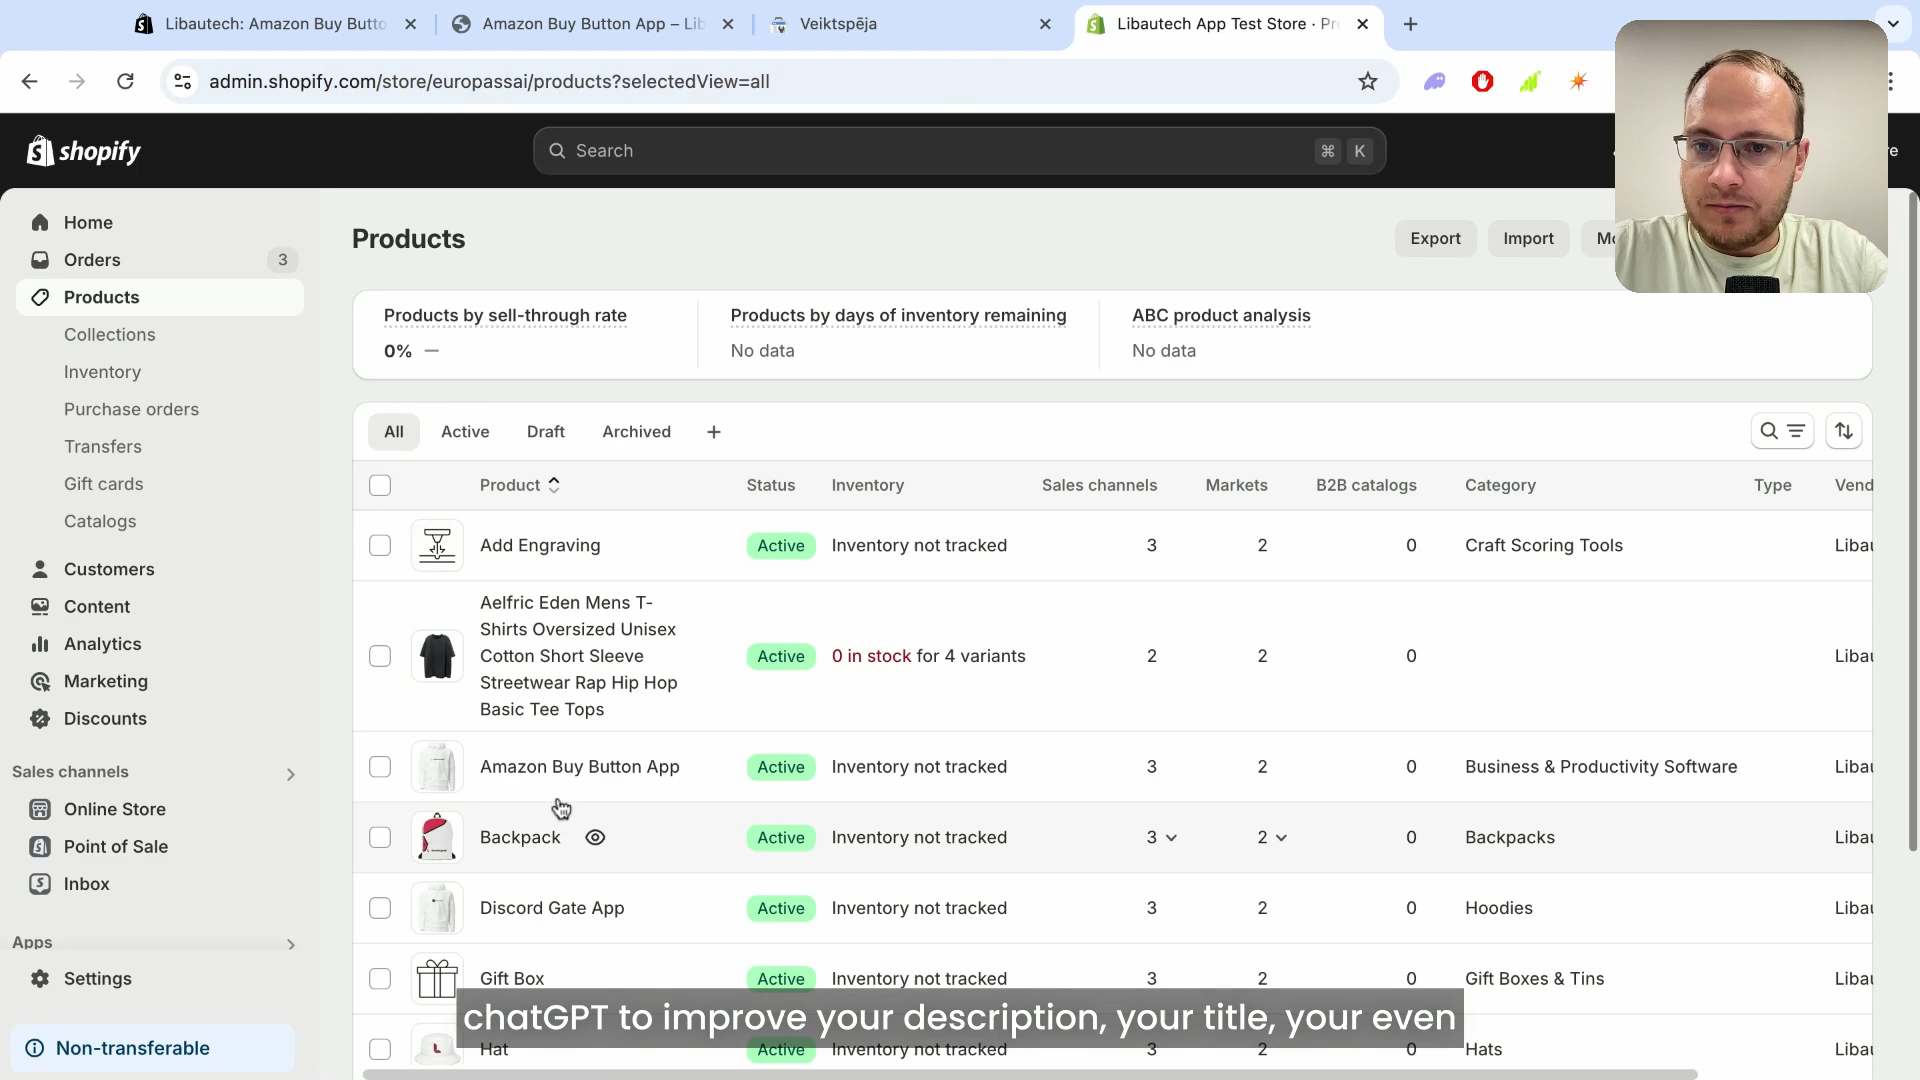 Libautech: Amazon Buy Butto
Amazon Buy Button App – Lib
Veiktspēja
Libautech App Test Store · Pr
admin.shopify.com/store/europassai/products?selectedView=all
shopify
Search
⌘ K
Home
Orders 3
Products
Collections
Inventory
Purchase orders
Transfers
Gift cards
Catalogs
Customers
Content
Analytics
Marketing
Discounts
Sales channels
Online Store
Point of Sale
Inbox
Apps
Settings
Non-transferable
Products
Export Import Mo
Products by sell-through rate
0% —
Products by days of inventory remaining
No data
ABC product analysis
No data
All Active Draft Archived +
Product Status Inventory Sales channels Markets B2B catalogs Category Type Vend
Add Engraving Active Inventory not tracked 3 2 0 Craft Scoring Tools Libau
Aelfric Eden Mens T-
Shirts Oversized Unisex
Cotton Short Sleeve
Streetwear Rap Hip Hop
Basic Tee Tops
Active 0 in stock for 4 variants 2 2 0 Libau
Amazon Buy Button App Active Inventory not tracked 3 2 0 Business & Productivity Software Libau
Backpack Active Inventory not tracked 3 2 0 Backpacks Libau
Discord Gate App Active Inventory not tracked 3 2 0 Hoodies Libau
Gift Box Active Inventory not tracked 3 2 0 Gift Boxes & Tins Libau
chatGPT to improve your description, your title, your even
Hat Active Inventory not tracked 3 2 0 Hats Libau